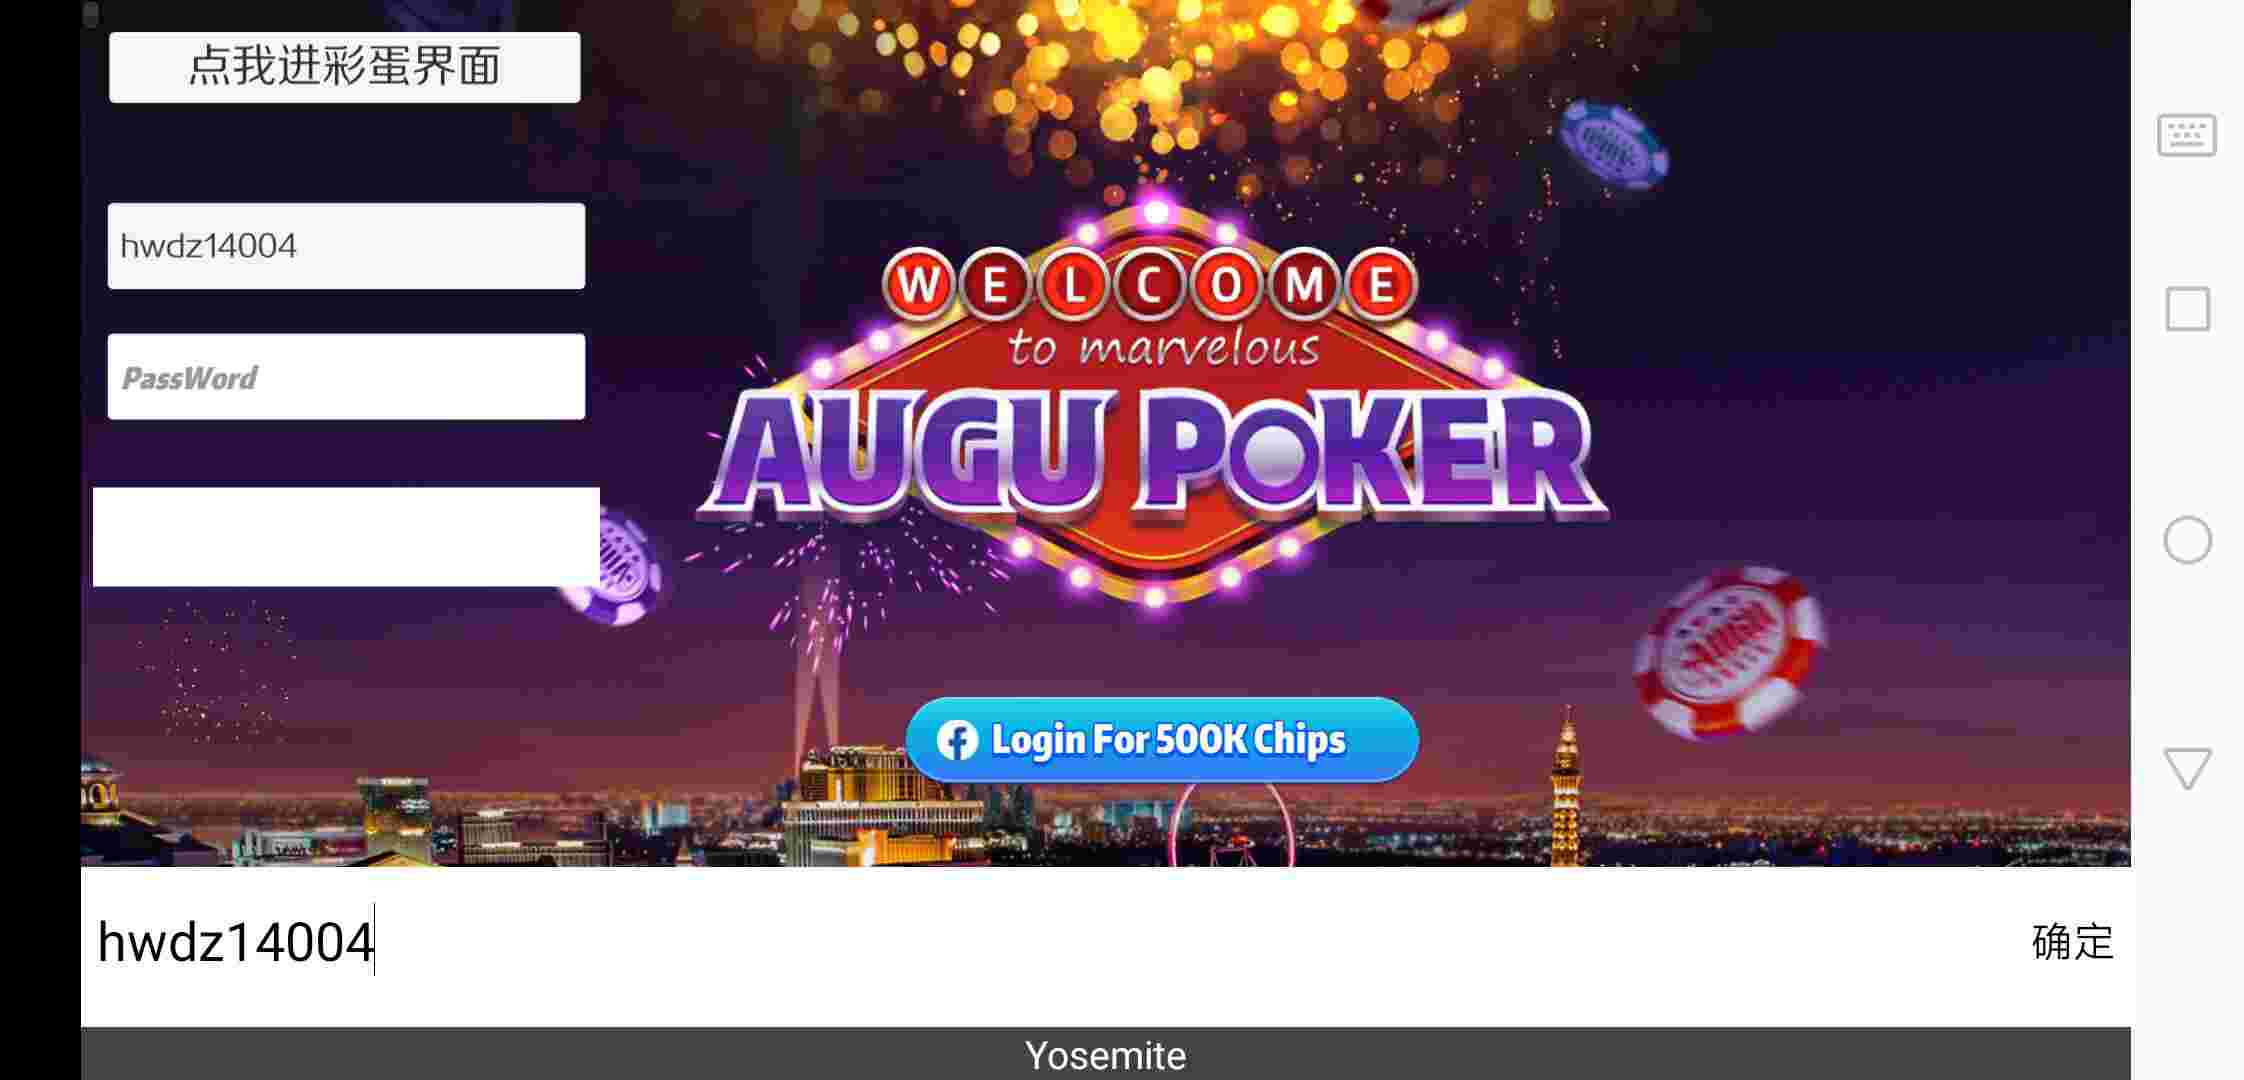 点我进彩蛋界面
hwdz14004
PassWord
WELCOME
to marvelous
AUGU POKER
Login For 500K Chips
hwdz14004
确定
Yosemite